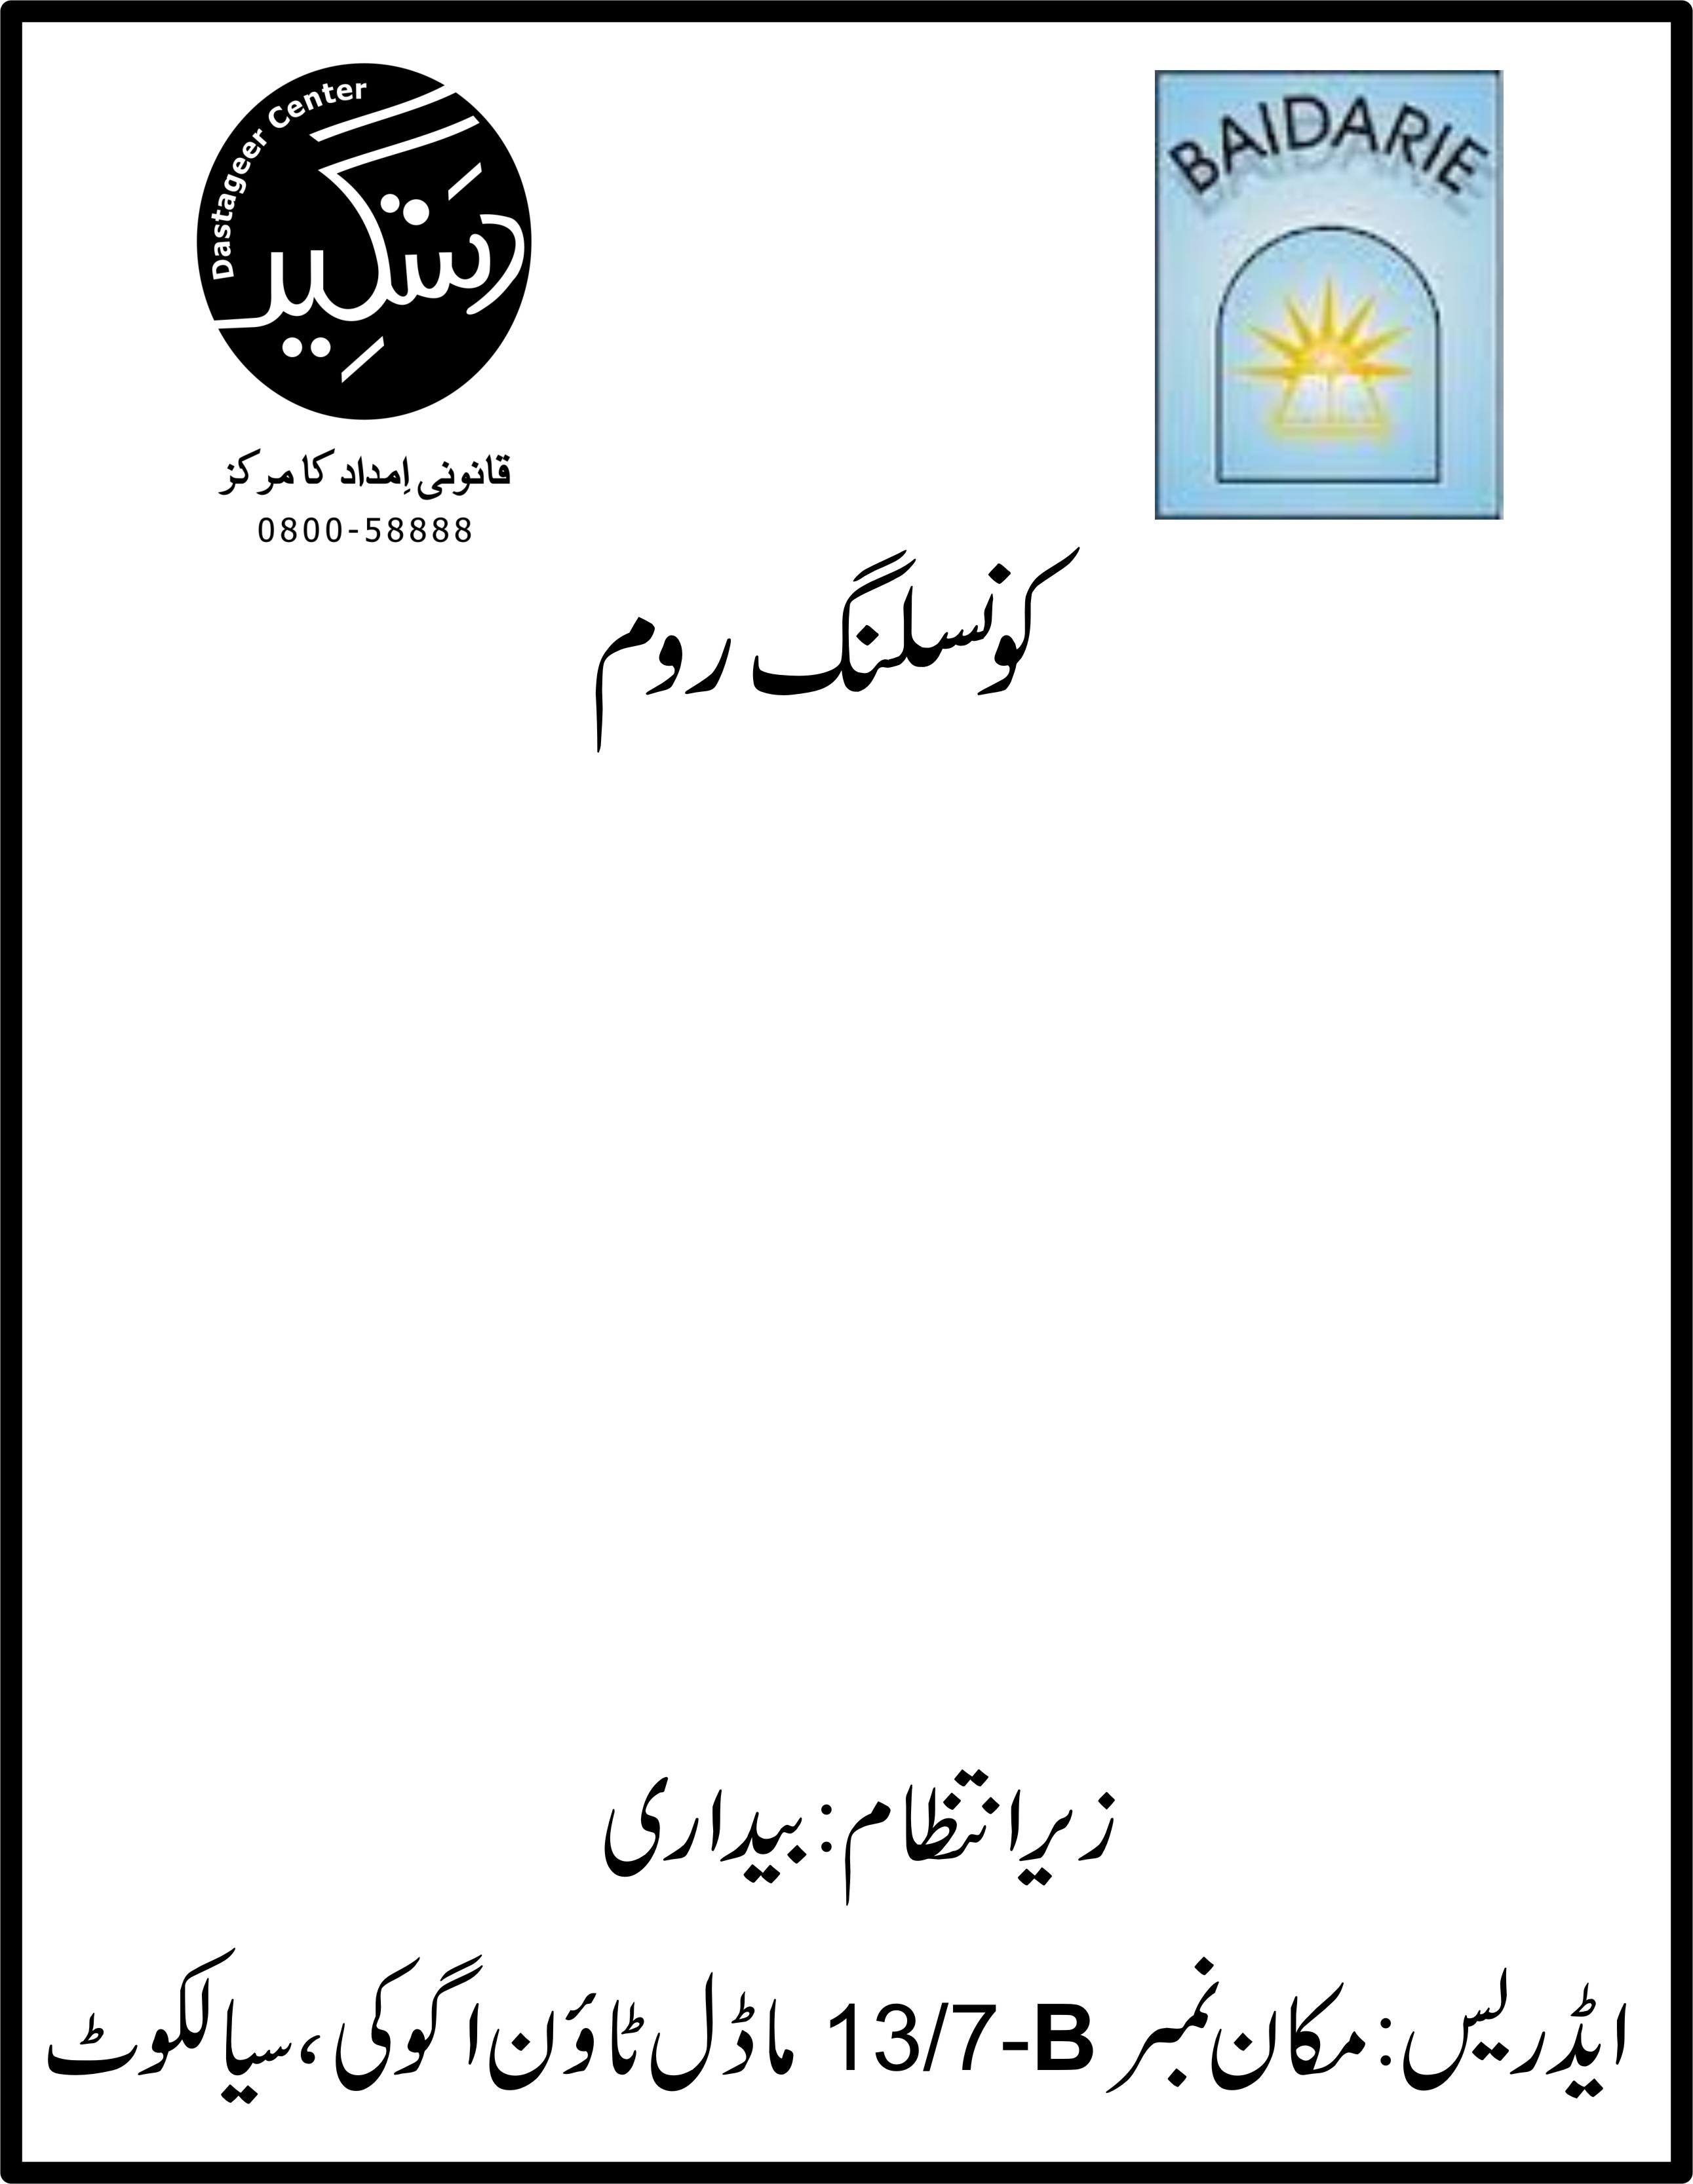 Dastageer Center
دستگیر
قانونی اِمداد کا مرکز
0800-58888
BAIDARIE
کونسلنگ روم
زیرانتظام: بیداری
ایڈریس: مکان نمبر 13/7-B ماڈل ٹاؤن اگوکی، سیالکوٹ